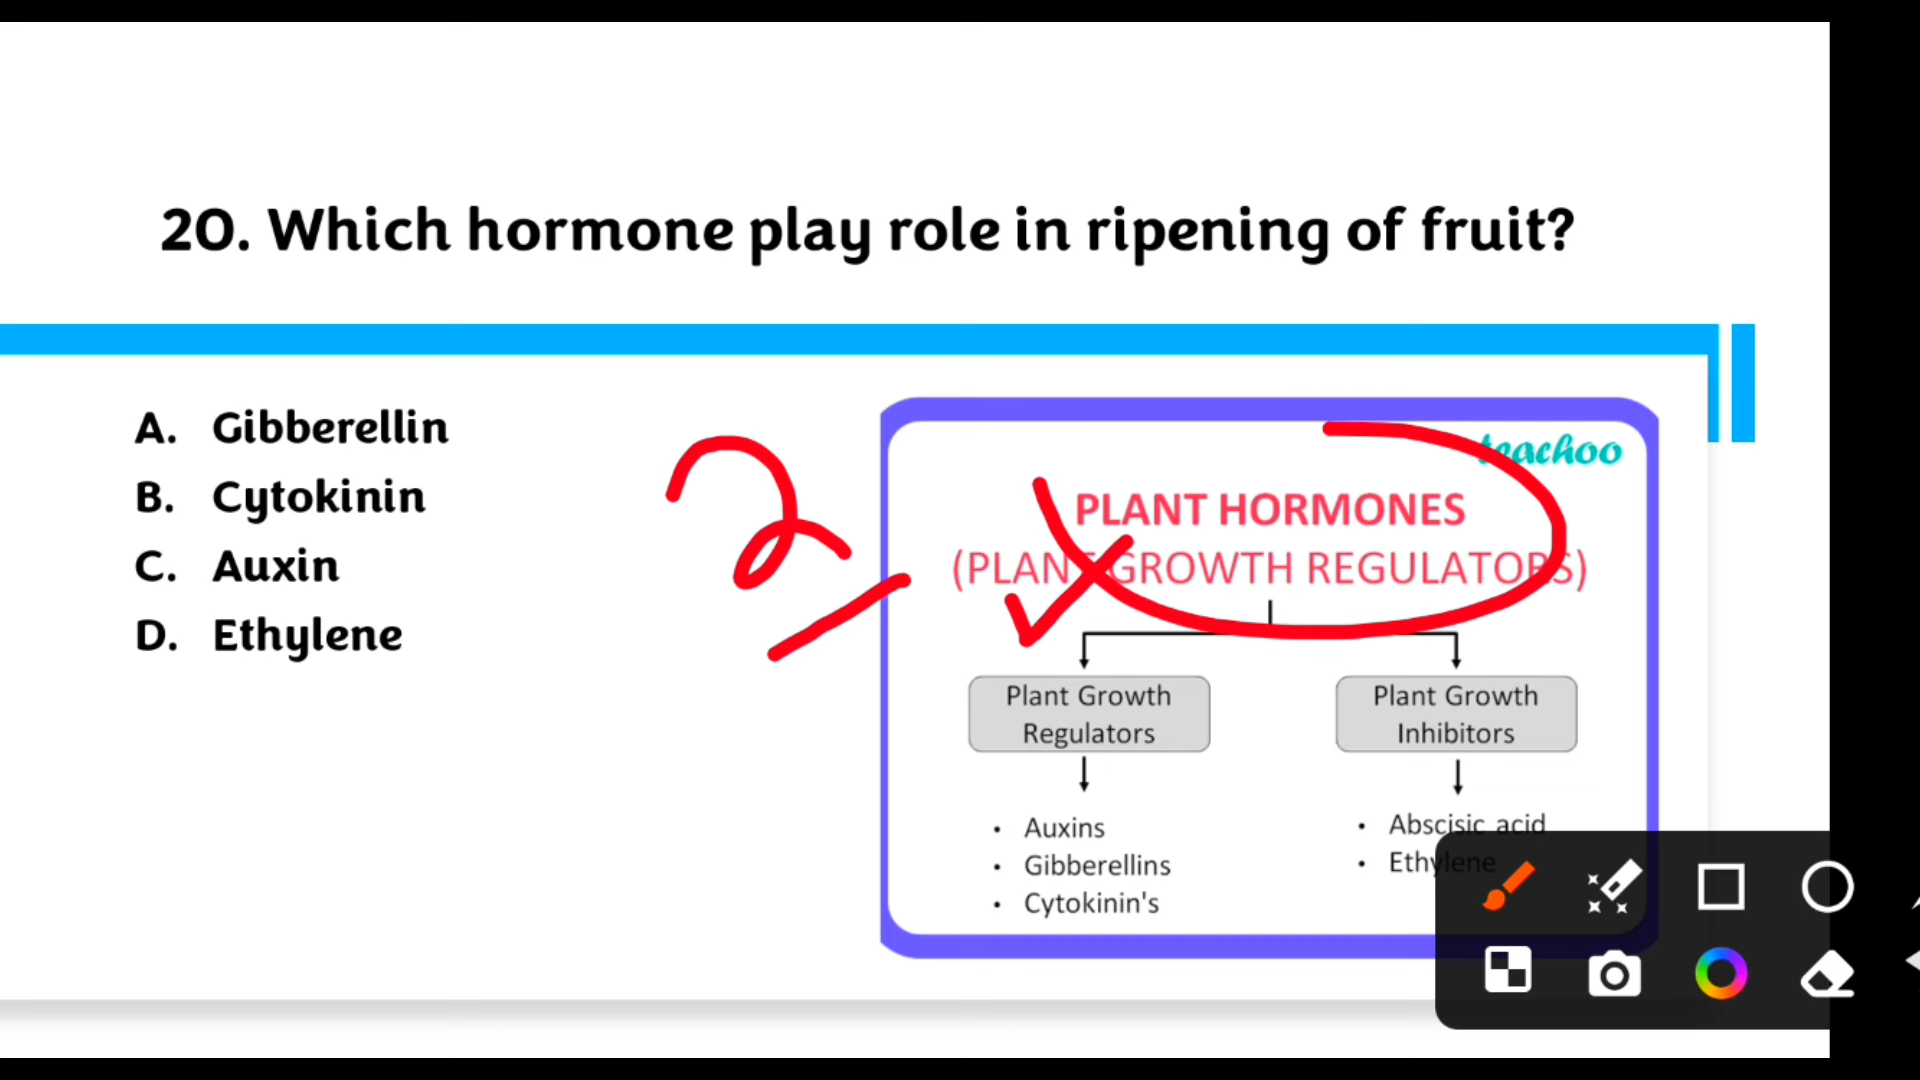 20. Which hormone play role in ripening of fruit?
A. Gibberellin
B. Cytokinin
C. Auxin
D. Ethylene
2
teachoo
PLANT HORMONES
(PLANT GROWTH REGULATORS)
Plant Growth
Regulators
Plant Growth
Inhibitors
• Auxins
• Gibberellins
• Cytokinin's
• Abscisic acid
• Ethylene